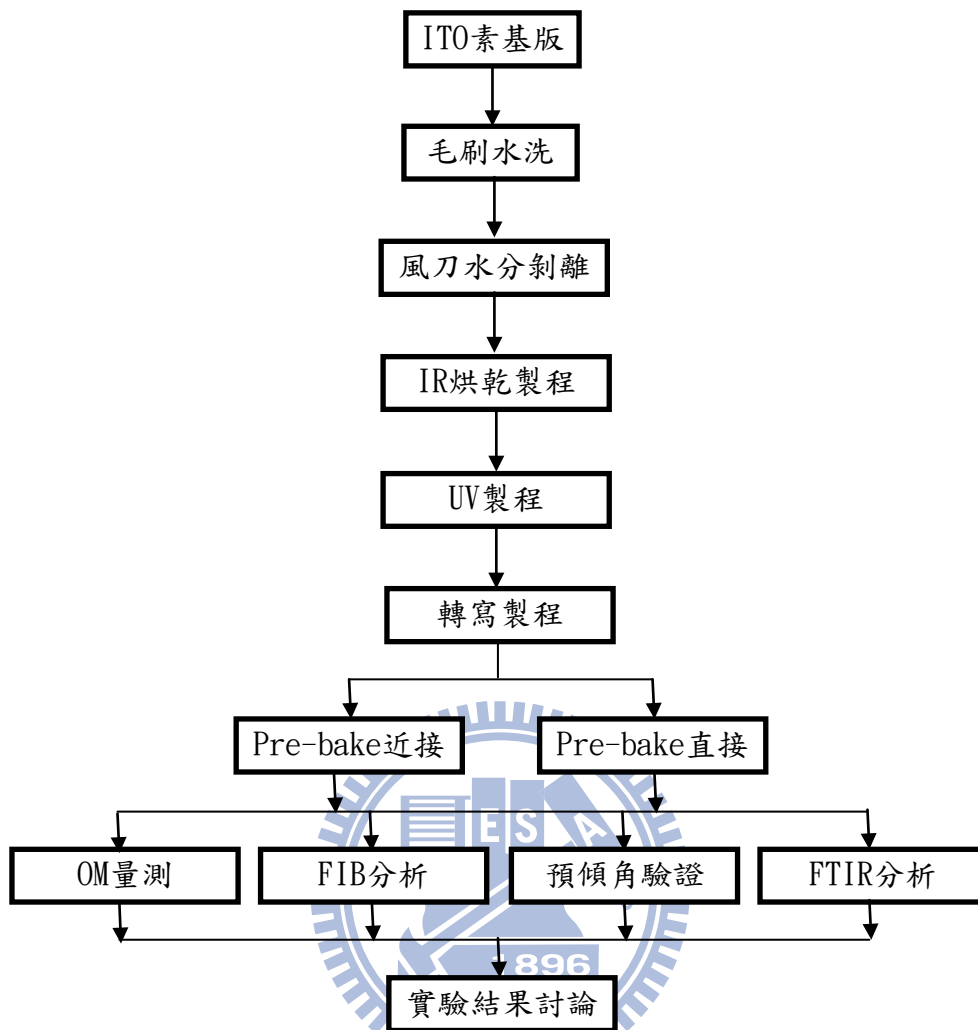 ITO素基版
毛刷水洗
風刀水分剝離
IR烘乾製程
UV製程
轉寫製程
Pre-bake近接
Pre-bake直接
ESA
OM量測
FIB分析
預傾角驗證
FTIR分析
1896
實驗結果討論